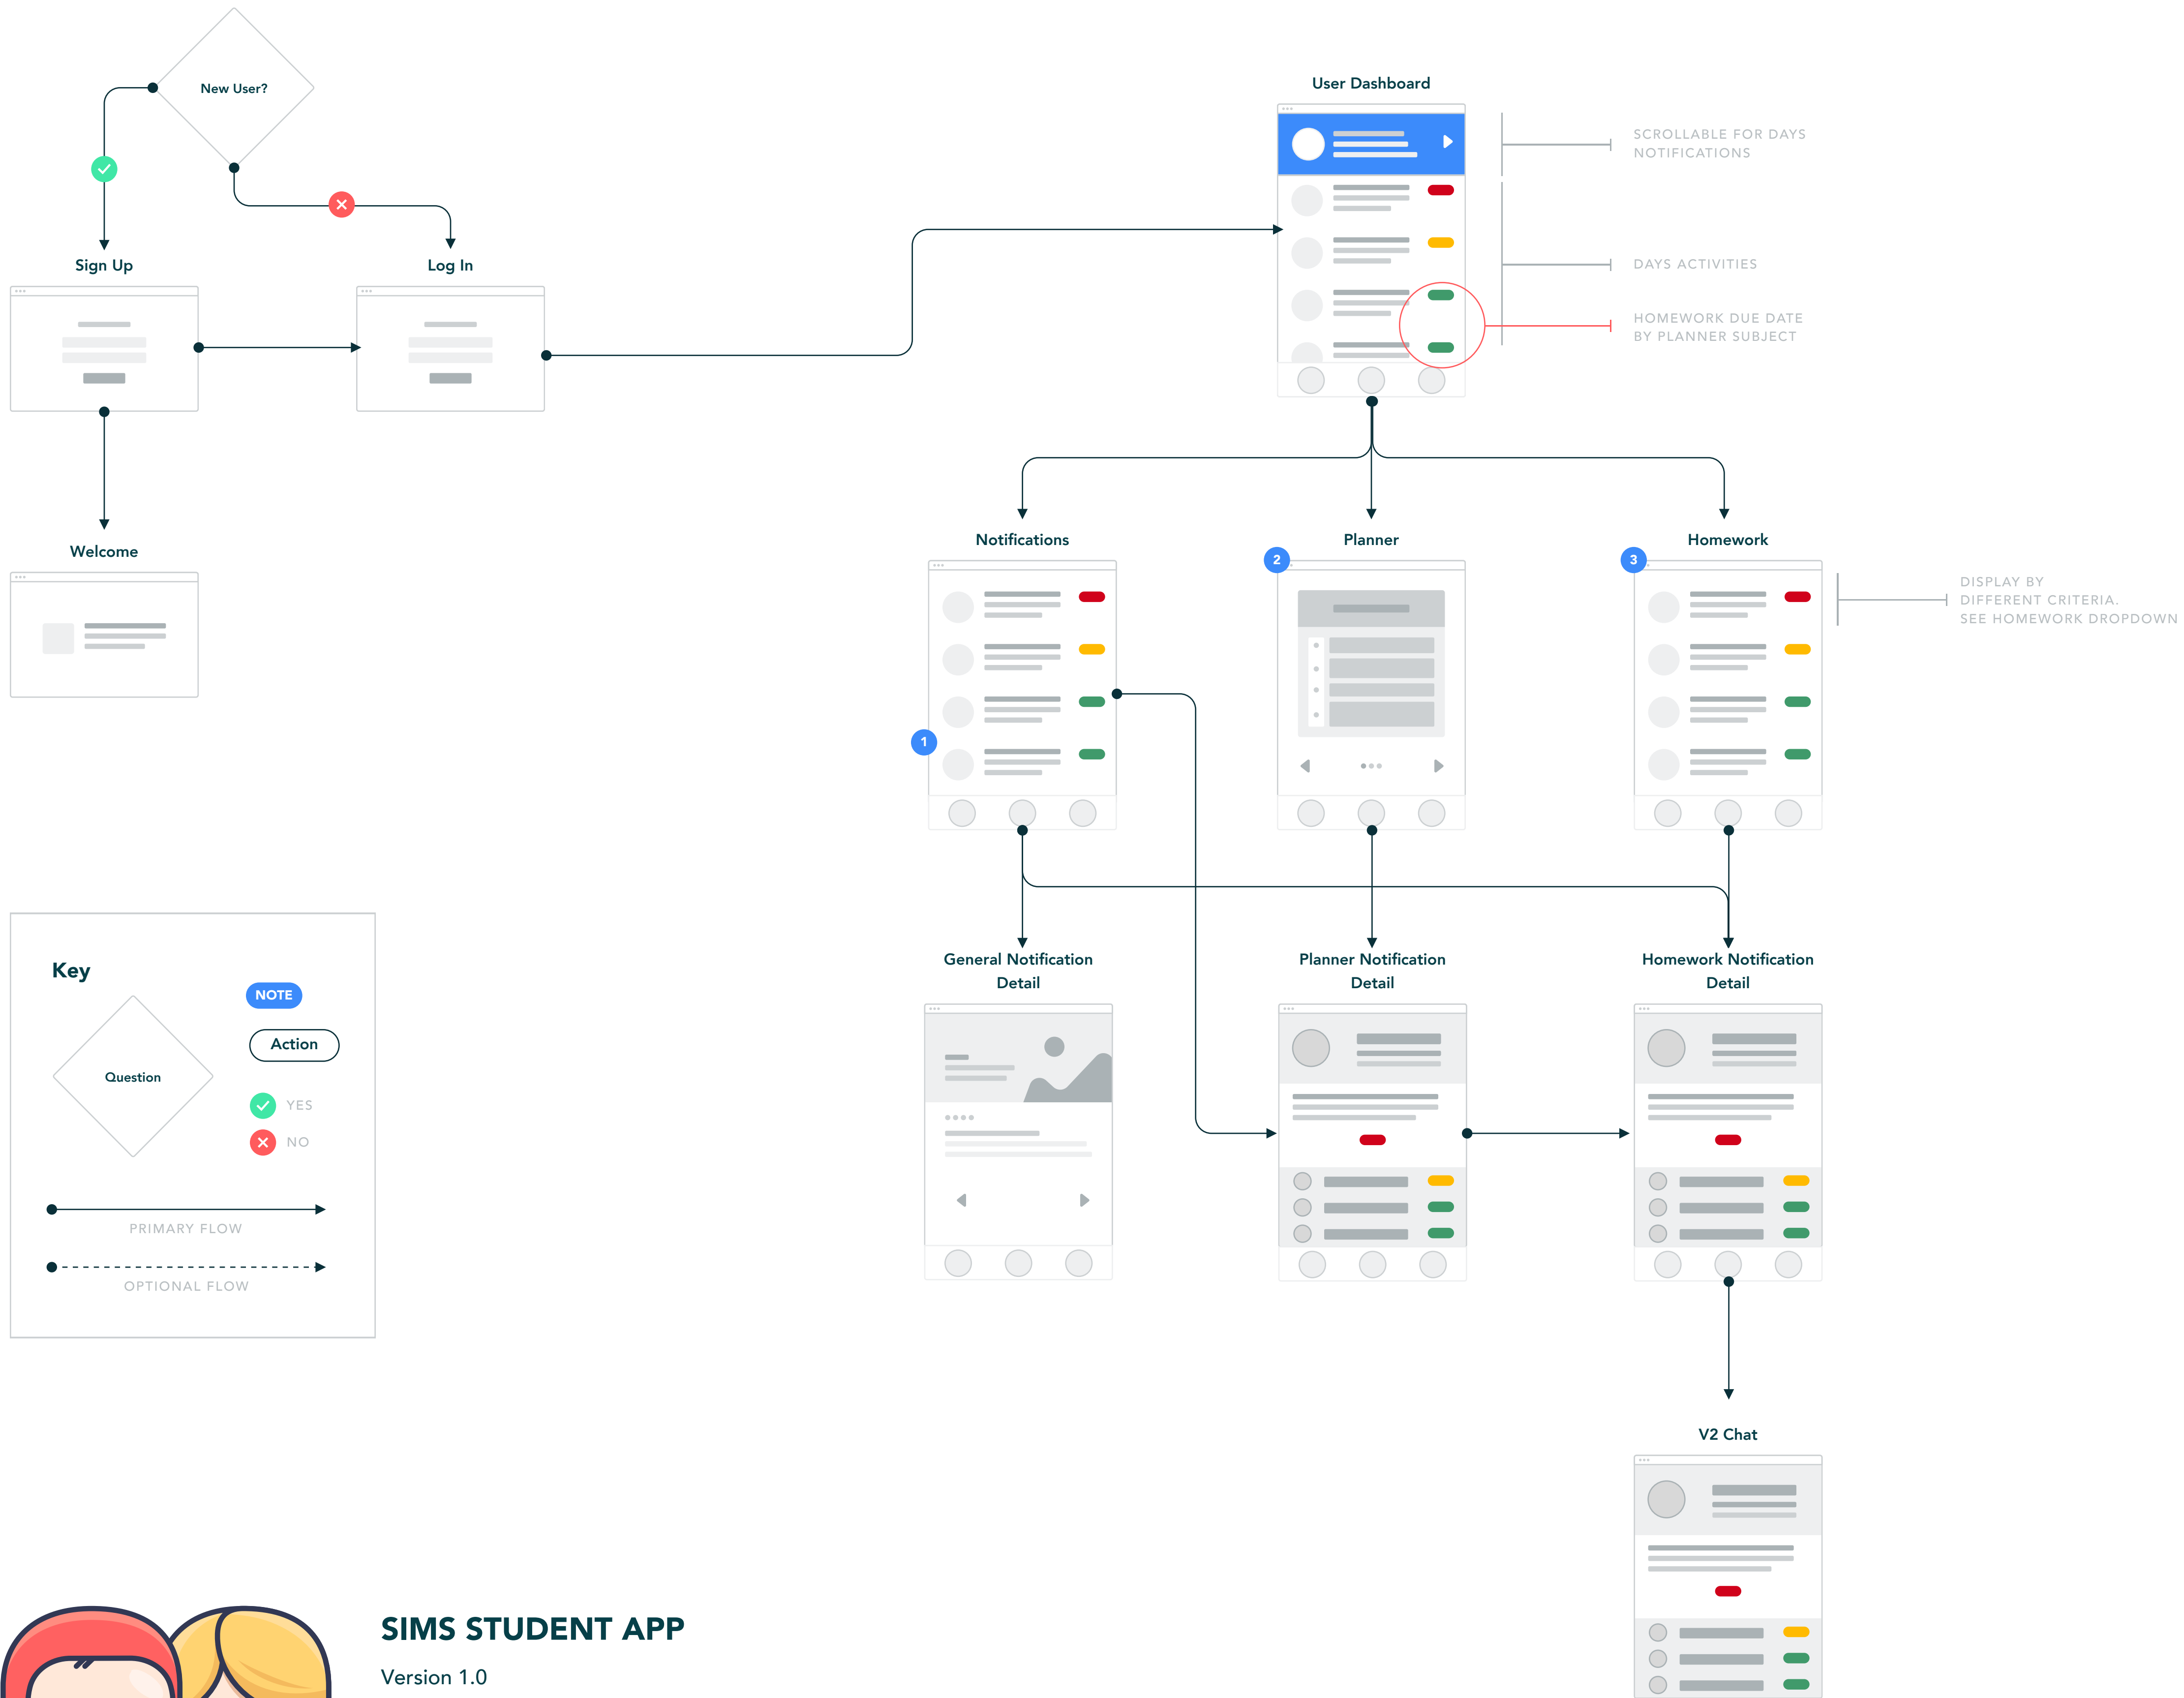 New User?
Sign Up
Log In
Welcome
User Dashboard
SCROLLABLE FOR DAYS
NOTIFICATIONS
DAYS ACTIVITIES
HOMEWORK DUE DATE
BY PLANNER SUBJECT
Notifications
Planner
Homework
1
2
3
DISPLAY BY
DIFFERENT CRITERIA.
SEE HOMEWORK DROPDOWN
General Notification
Detail
Planner Notification
Detail
Homework Notification
Detail
V2 Chat
Key
NOTE
Action
Question
YES
NO
PRIMARY FLOW
OPTIONAL FLOW
SIMS STUDENT APP
Version 1.0